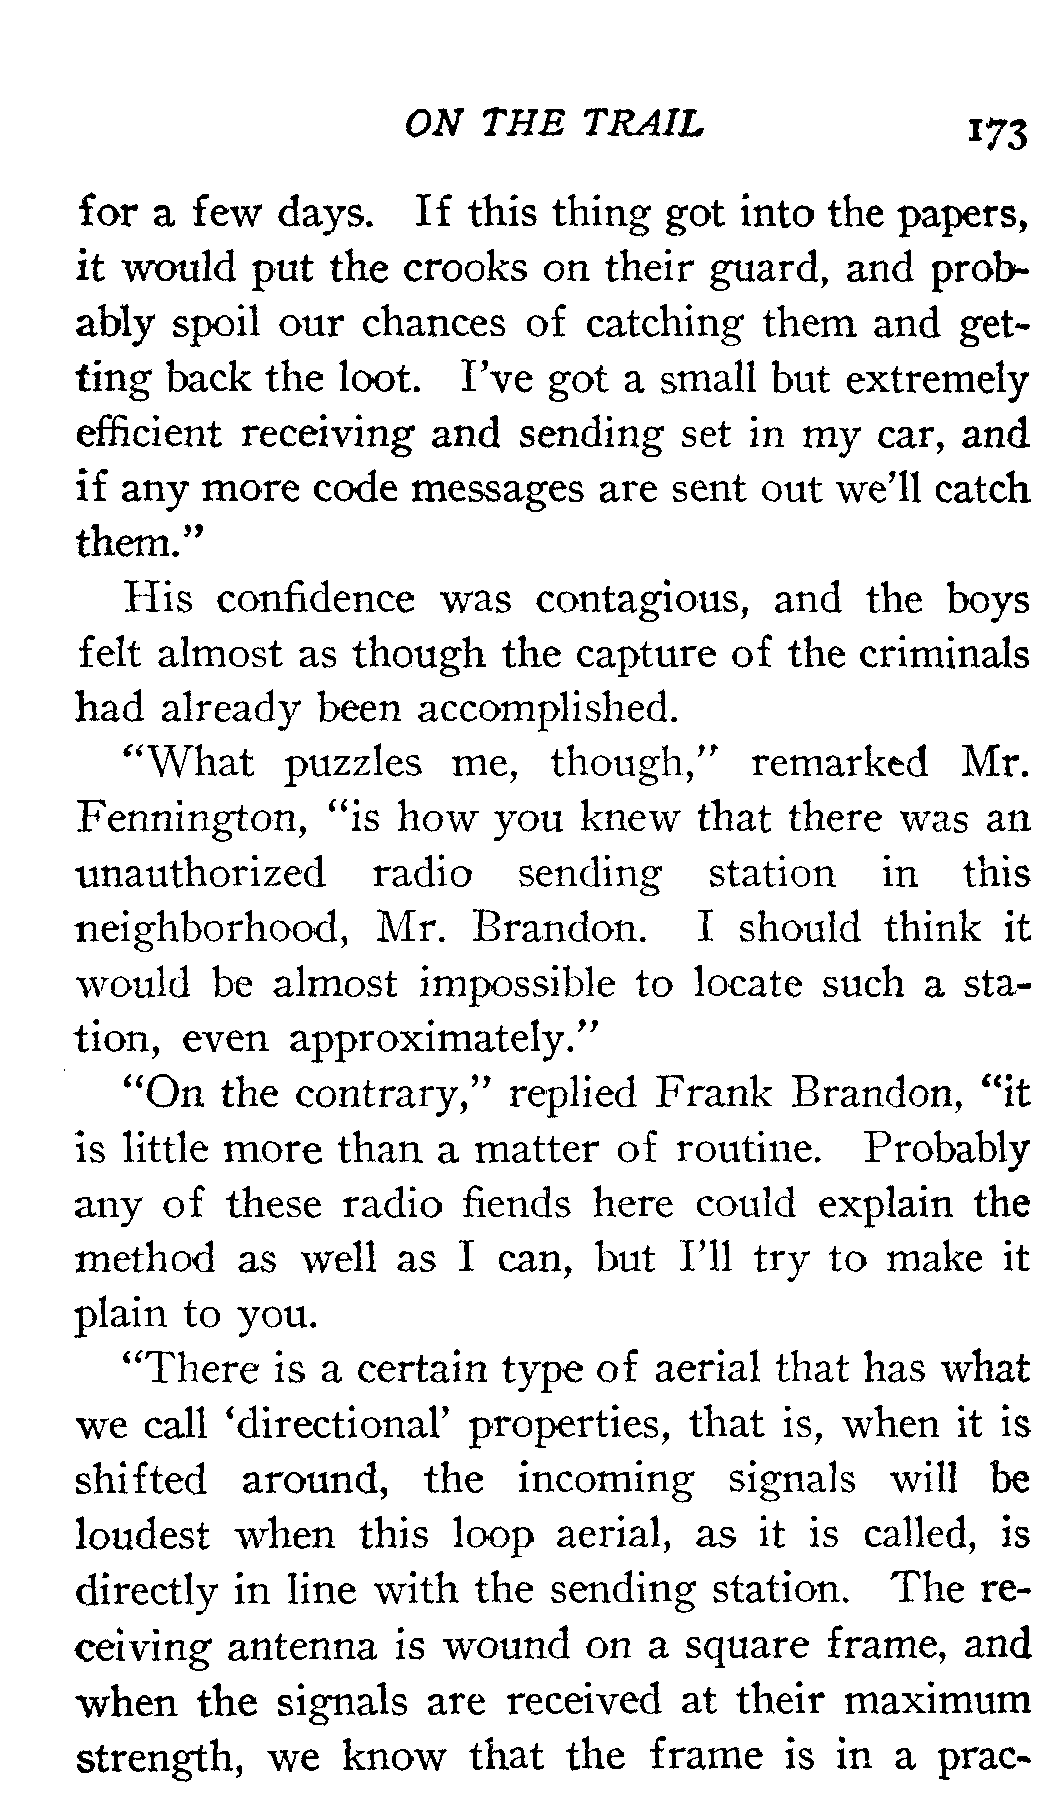 ON THE TRAIL 173
for a few days. If this thing got into the papers,
it would put the crooks on their guard, and prob-
ably spoil our chances of catching them and get-
ting back the loot. I've got a small but extremely
efficient receiving and sending set in my car, and
if any more code messages are sent out we'll catch
them."
His confidence was contagious, and the boys
felt almost as though the capture of the criminals
had already been accomplished.
"What puzzles me, though," remarked Mr.
Fennington, "is how you knew that there was an
unauthorized radio sending station in this
neighborhood, Mr. Brandon. I should think it
would be almost impossible to locate such a sta-
tion, even approximately."
"On the contrary," replied Frank Brandon, "it
is little more than a matter of routine. Probably
any of these radio fiends here could explain the
method as well as I can, but I'll try to make it
plain to you.
"There is a certain type of aerial that has what
we call 'directional' properties, that is, when it is
shifted around, the incoming signals will be
loudest when this loop aerial, as it is called, is
directly in line with the sending station. The re-
ceiving antenna is wound on a square frame, and
when the signals are received at their maximum
strength, we know that the frame is in a prac-